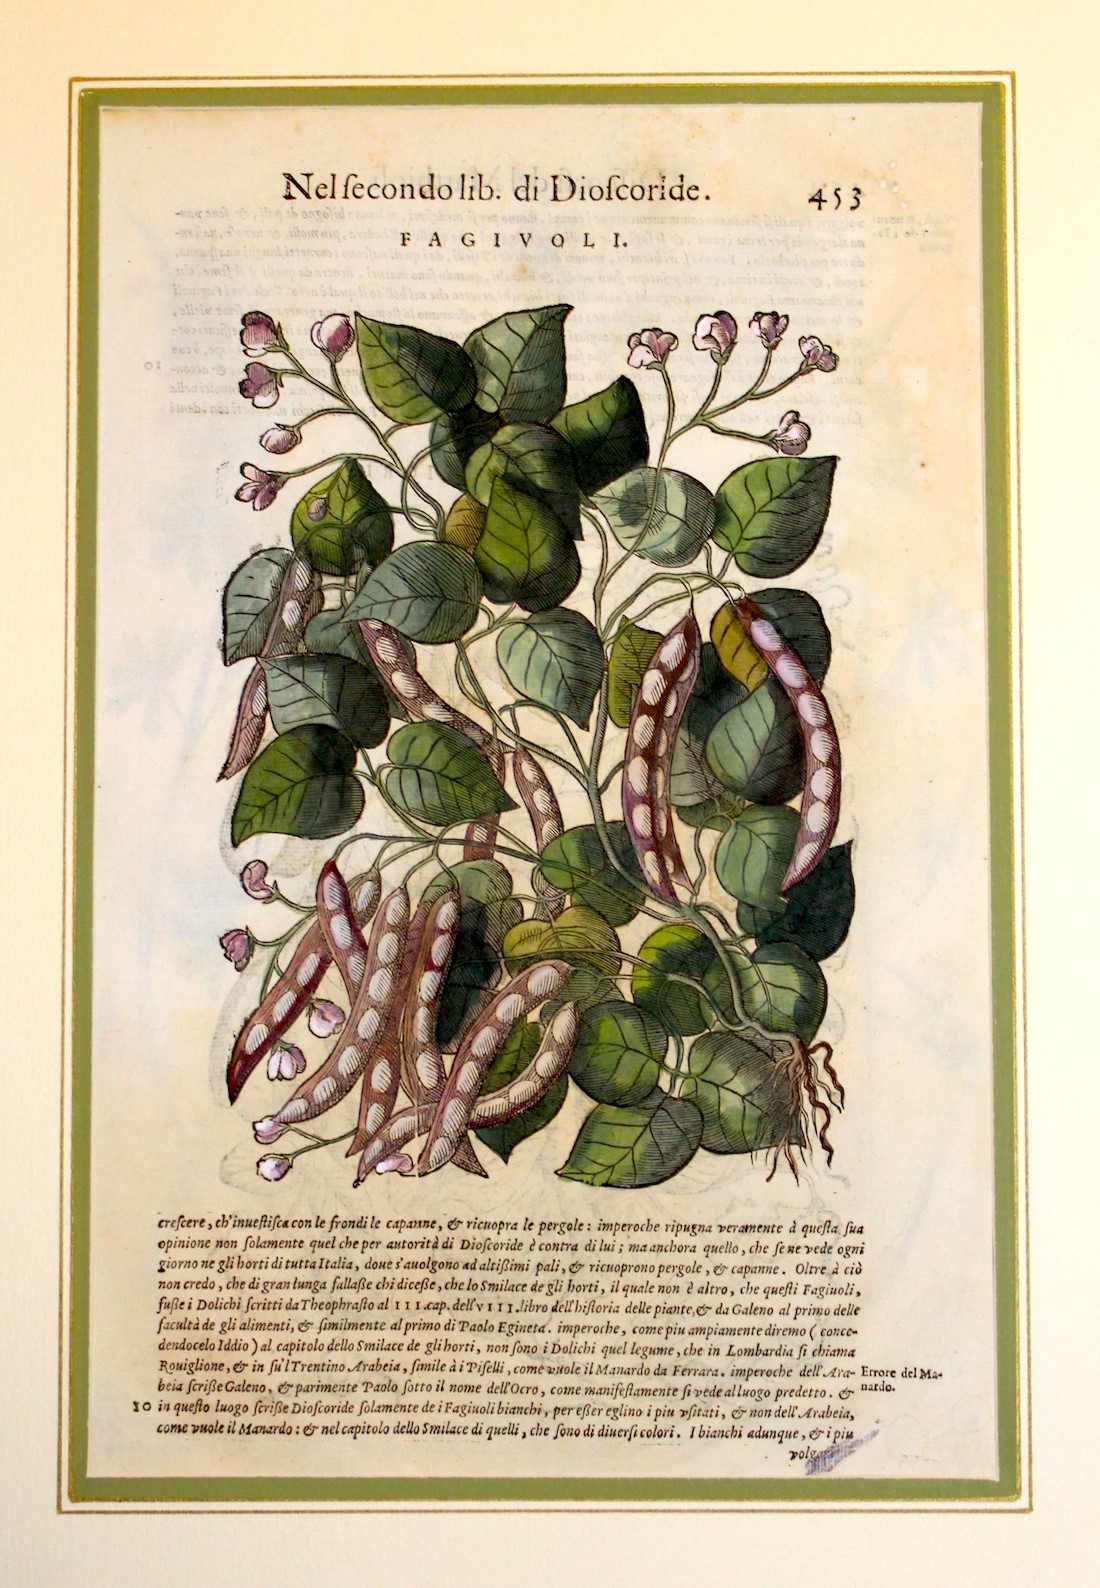 Nel ſecondo lib. di Dioſcoride. 453
FAGIVOLI.
creſcere, ch'inueſtiſca con le frondi le capanne, & ricuopra le pergole: imperoche ripugna veramente à queſta ſua
opinione non ſolamente quel che per autorità di Dioſcoride è contra di lui; ma anchora quello, che ſe ne vede ogni
giorno ne gli horti di tutta Italia, doue s'auolgono ad altißimi pali, & ricuoprono pergole, & capanne. Oltre à ciò
non credo, che di gran lunga fallaße chi diceße, che lo Smilace de gli horti, il quale non è altro, che queſti Fagiuoli,
fuße i Dolichi ſcritti da Theophraſto al III.cap. dell'VIII.libro dell'hiſtoria delle piante,& da Galeno al primo delle
facultà de gli alimenti, & ſimilmente al primo di Paolo Egineta. imperoche, come piu ampiamente diremo (conce-
dendocelo Iddio) al capitolo dello Smilace de gli horti, non ſono i Dolichi quel legume, che in Lombardia ſi chiama
Rouiglione, & in ſu'l Trentino Arabeia, ſimile à i Piſelli, come vuole il Manardo da Ferrara. imperoche dell'Ara- Errore del Ma-
beia ſcriße Galeno, & parimente Paolo ſotto il nome dell'Ocro, come manifeſtamente ſi vede al luogo predetto. & nardo.
10 in queſto luogo ſcriße Dioſcoride ſolamente de i Fagiuoli bianchi, per eßer eglino i piu vſitati, & non dell'Arabeia,
come vuole il Manardo: & nel capitolo dello Smilace di quelli, che ſono di diuerſi colori. I bianchi adunque, & i piu